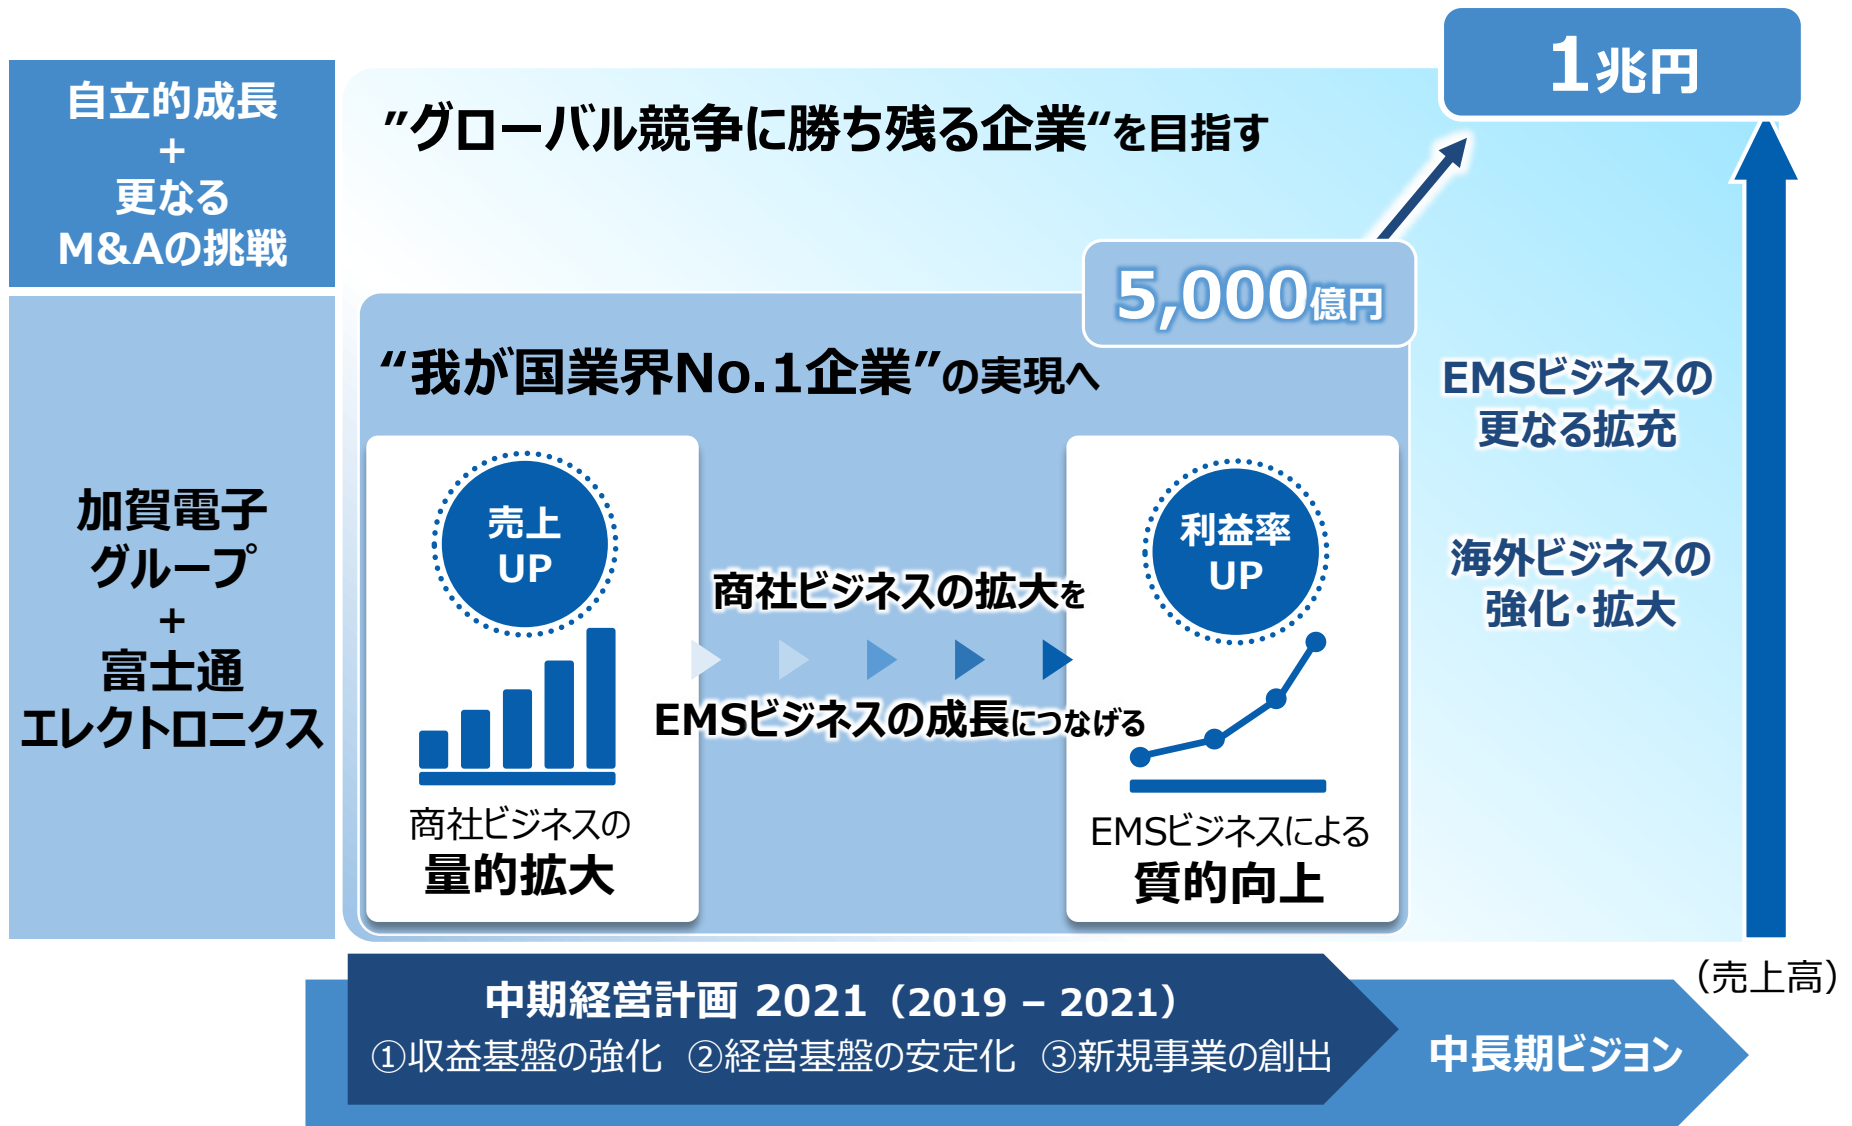 自立的成長
+
更なる
M&Aの挑戦
加賀電子
グループ
+
富士通
エレクトロニクス
1兆円
”グローバル競争に勝ち残る企業“を目指す
5,000億円
“我が国業界No.1企業”の実現へ
売上
UP
商社ビジネスの
量的拡大
商社ビジネスの拡大を
EMSビジネスの成長につなげる
利益率
UP
EMSビジネスによる
質的向上
EMSビジネスの
更なる拡充
海外ビジネスの
強化・拡大
（売上高）
中期経営計画 2021（2019 – 2021）
①収益基盤の強化 ②経営基盤の安定化 ③新規事業の創出
中長期ビジョン